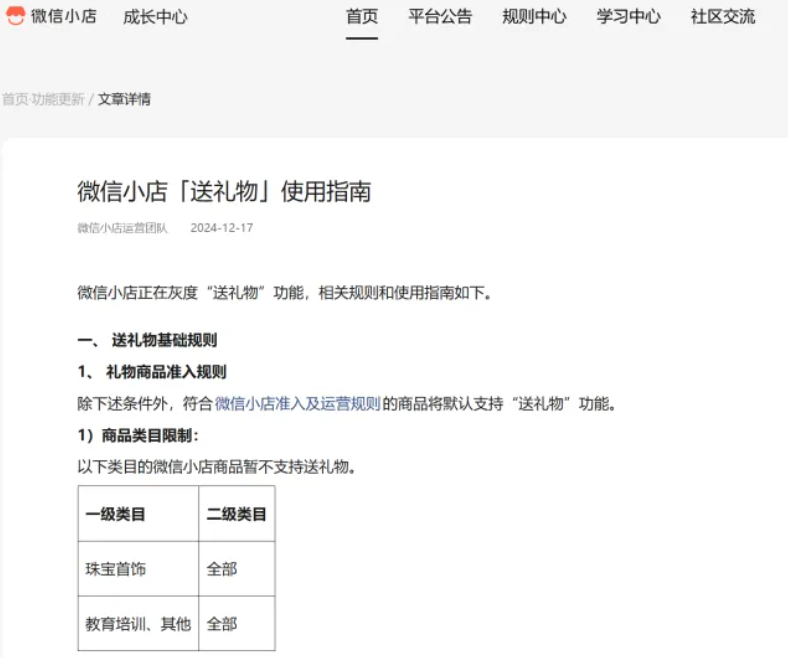 微信小店 成长中心 首页 平台公告 规则中心 学习中心 社区交流
首页·功能更新 / 文章详情
微信小店「送礼物」使用指南
微信小店运营团队 2024-12-17
微信小店正在灰度“送礼物”功能，相关规则和使用指南如下。
一、 送礼物基础规则
1、 礼物商品准入规则
除下述条件外，符合微信小店准入及运营规则的商品将默认支持“送礼物”功能。
1）商品类目限制：
以下类目的微信小店商品暂不支持送礼物。
一级类目 二级类目
珠宝首饰 全部
教育培训、其他 全部